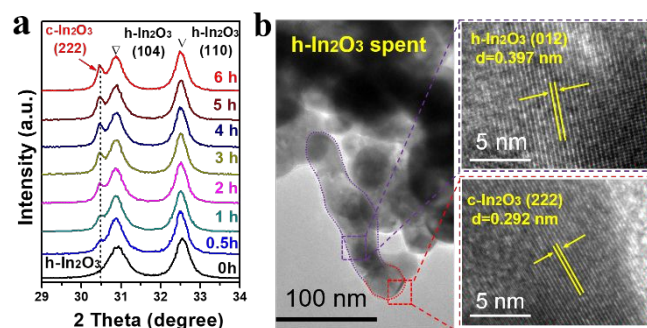 a
c-In₂O₃
(222)
▽
h-In₂O₃
(104)
∨
h-In₂O₃
(110)
6 h
5 h
4 h
3 h
2 h
1 h
0.5h
h-In₂O₃
0h
Intensity (a.u.)
29 30 31 32 33 34
2 Theta (degree)
b
h-In₂O₃ spent
100 nm
h-In₂O₃ (012)
d=0.397 nm
5 nm
c-In₂O₃ (222)
d=0.292 nm
5 nm